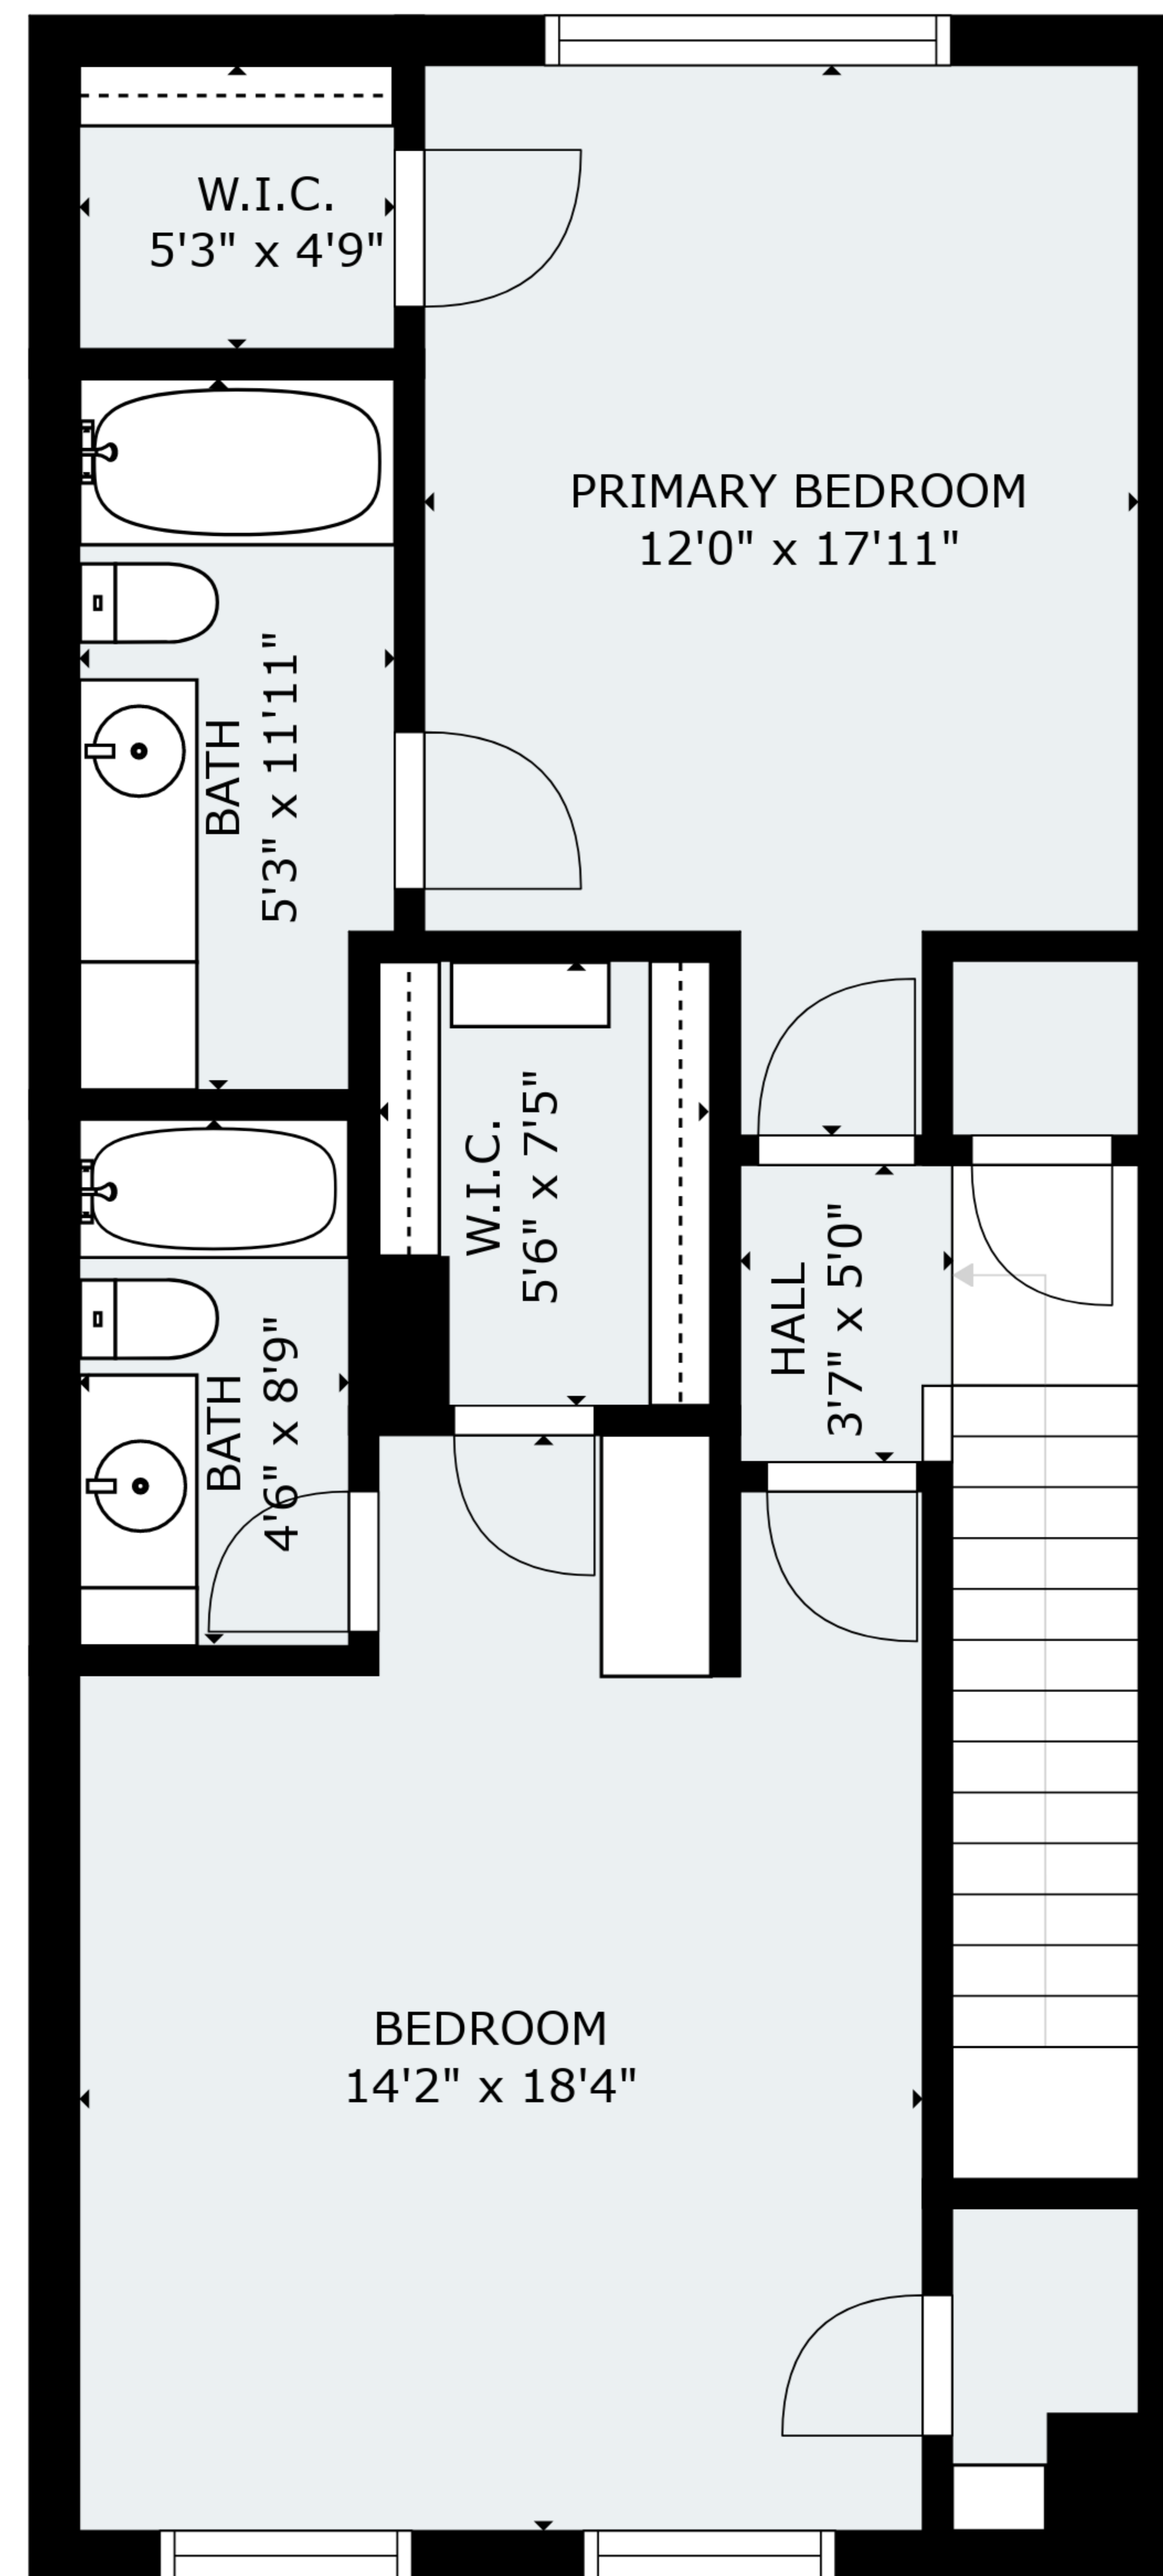 W.I.C.
5'3" x 4'9"
PRIMARY BEDROOM
12'0" x 17'11"
BATH
5'3" x 11'11"
W.I.C.
5'6" x 7'5"
HALL
3'7" x 5'0"
BATH
4'6" x 8'9"
BEDROOM
14'2" x 18'4"